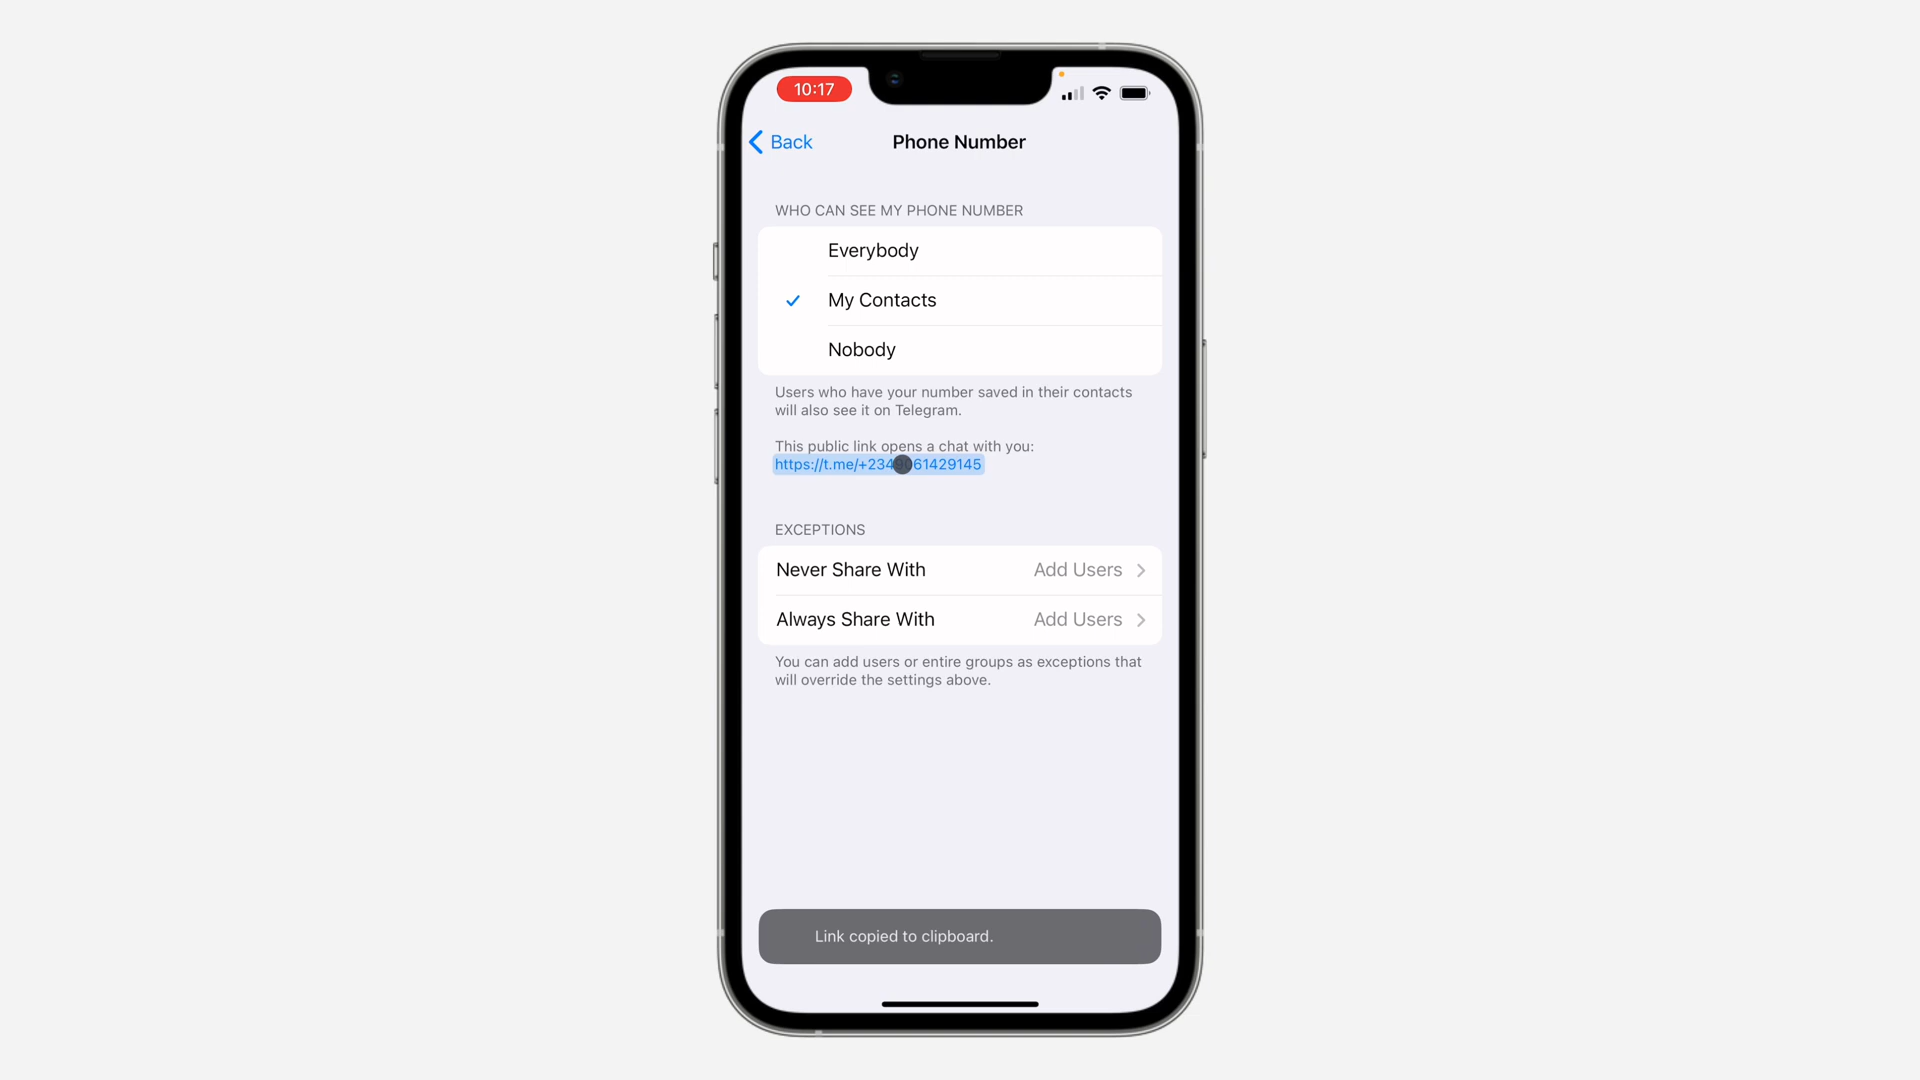 10:17
Back
Phone Number
WHO CAN SEE MY PHONE NUMBER
Everybody
My Contacts
Nobody
Users who have your number saved in their contacts
will also see it on Telegram.
This public link opens a chat with you:
https://t.me/+2349061429145
EXCEPTIONS
Never Share With Add Users
Always Share With Add Users
You can add users or entire groups as exceptions that
will override the settings above.
Link copied to clipboard.